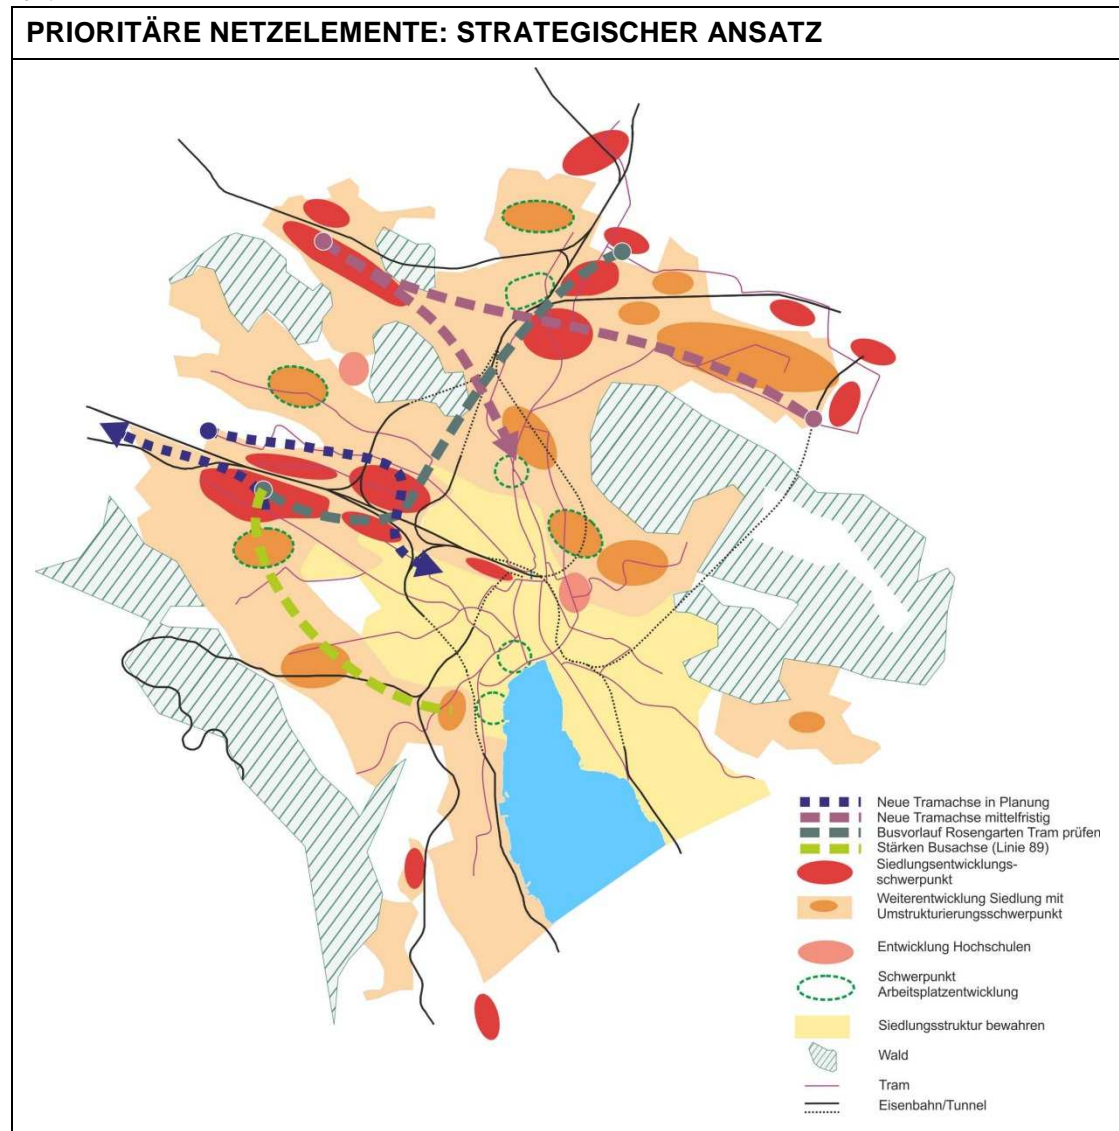 PRIORITÄRE NETZELEMENTE: STRATEGISCHER ANSATZ
Neue Tramachse in Planung
Neue Tramachse mittelfristig
Busvorlauf Rosengarten Tram prüfen
Stärken Busachse (Linie 89)
Siedlungsentwicklungs-
schwerpunkt
Weiterentwicklung Siedlung mit
Umstrukturierungsschwerpunkt
Entwicklung Hochschulen
Schwerpunkt
Arbeitsplatzentwicklung
Siedlungsstruktur bewahren
Wald
Tram
Eisenbahn/Tunnel